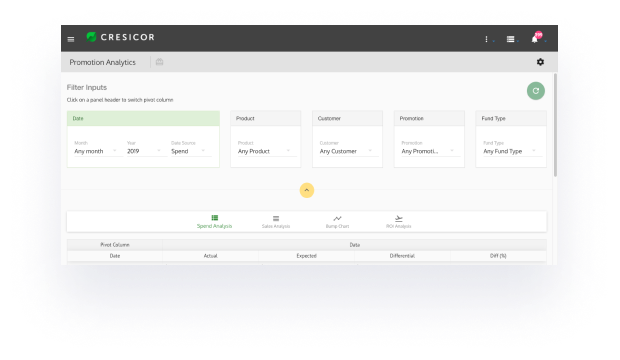 CRESICOR
Promotion Analytics
Filter Inputs
Click on a panel header to switch pivot column
Date Product Customer Promotion Fund Type
Month Year Data Source Product Customer Promotion Fund Type
Any month 2019 Spend Any Product Any Customer Any Promoti... Any Fund Type
Spend Analysis Sales Analysis Bump Chart ROI Analysis
Pivot Column Data
Date Actual Expected Differential Diff (%)